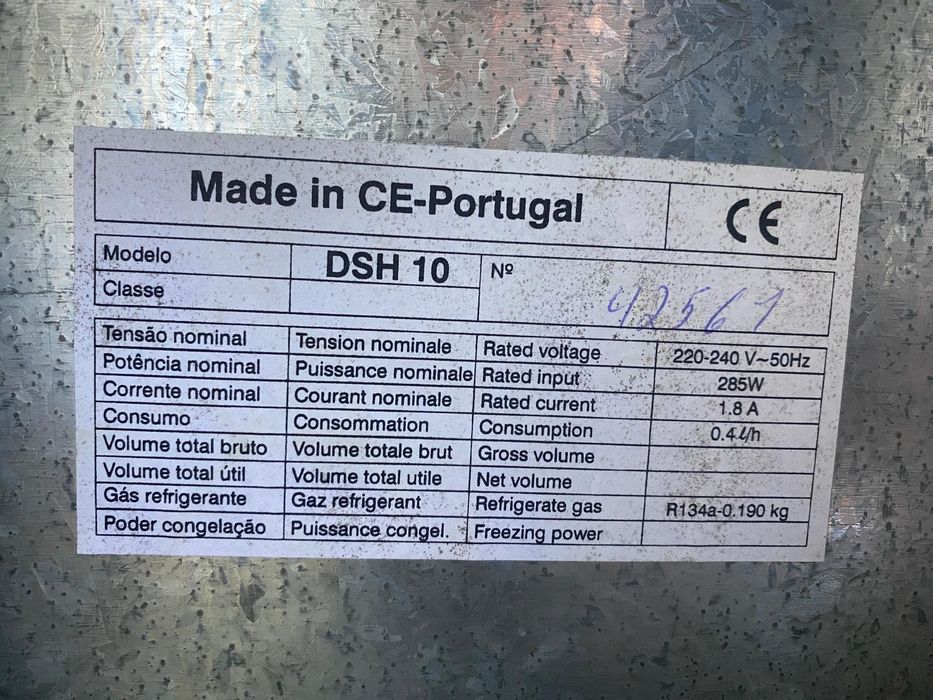 Made in CE-Portugal CE
Modelo DSH 10 Nº 42561
Classe
Tensão nominal Tension nominale Rated voltage 220-240 V~50Hz
Potência nominal Puissance nominale Rated input 285W
Corrente nominal Courant nominale Rated current 1.8 A
Consumo Consommation Consumption 0.4ℓ/h
Volume total bruto Volume totale brut Gross volume
Volume total útil Volume totale utile Net volume
Gás refrigerante Gaz refrigerant Refrigerate gas R134a-0.190 kg
Poder congelação Puissance congel. Freezing power